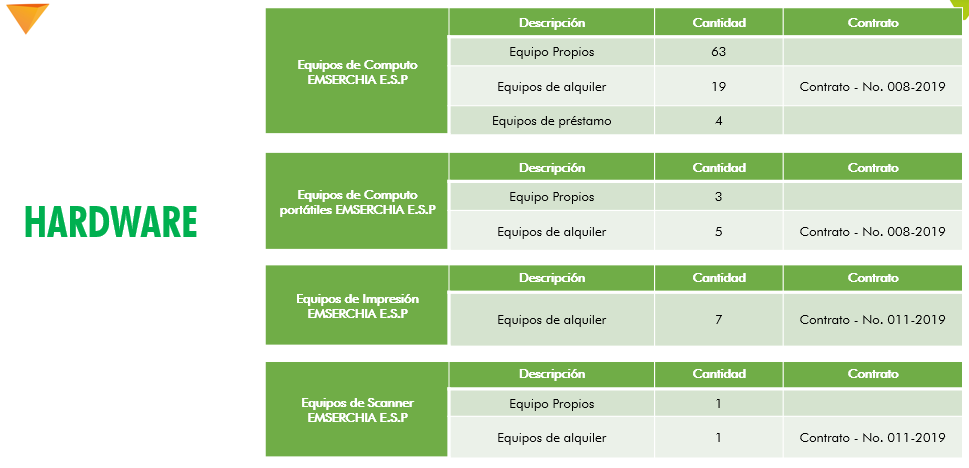 HARDWARE
Equipos de Computo
EMSERCHIA E.S.P
Descripción Cantidad Contrato
Equipo Propios 63
Equipos de alquiler 19 Contrato - No. 008-2019
Equipos de préstamo 4
Equipos de Computo
portátiles EMSERCHIA E.S.P
Descripción Cantidad Contrato
Equipo Propios 3
Equipos de alquiler 5 Contrato - No. 008-2019
Equipos de Impresión
EMSERCHIA E.S.P
Descripción Cantidad Contrato
Equipos de alquiler 7 Contrato - No. 011-2019
Equipos de Scanner
EMSERCHIA E.S.P
Descripción Cantidad Contrato
Equipo Propios 1
Equipos de alquiler 1 Contrato - No. 011-2019